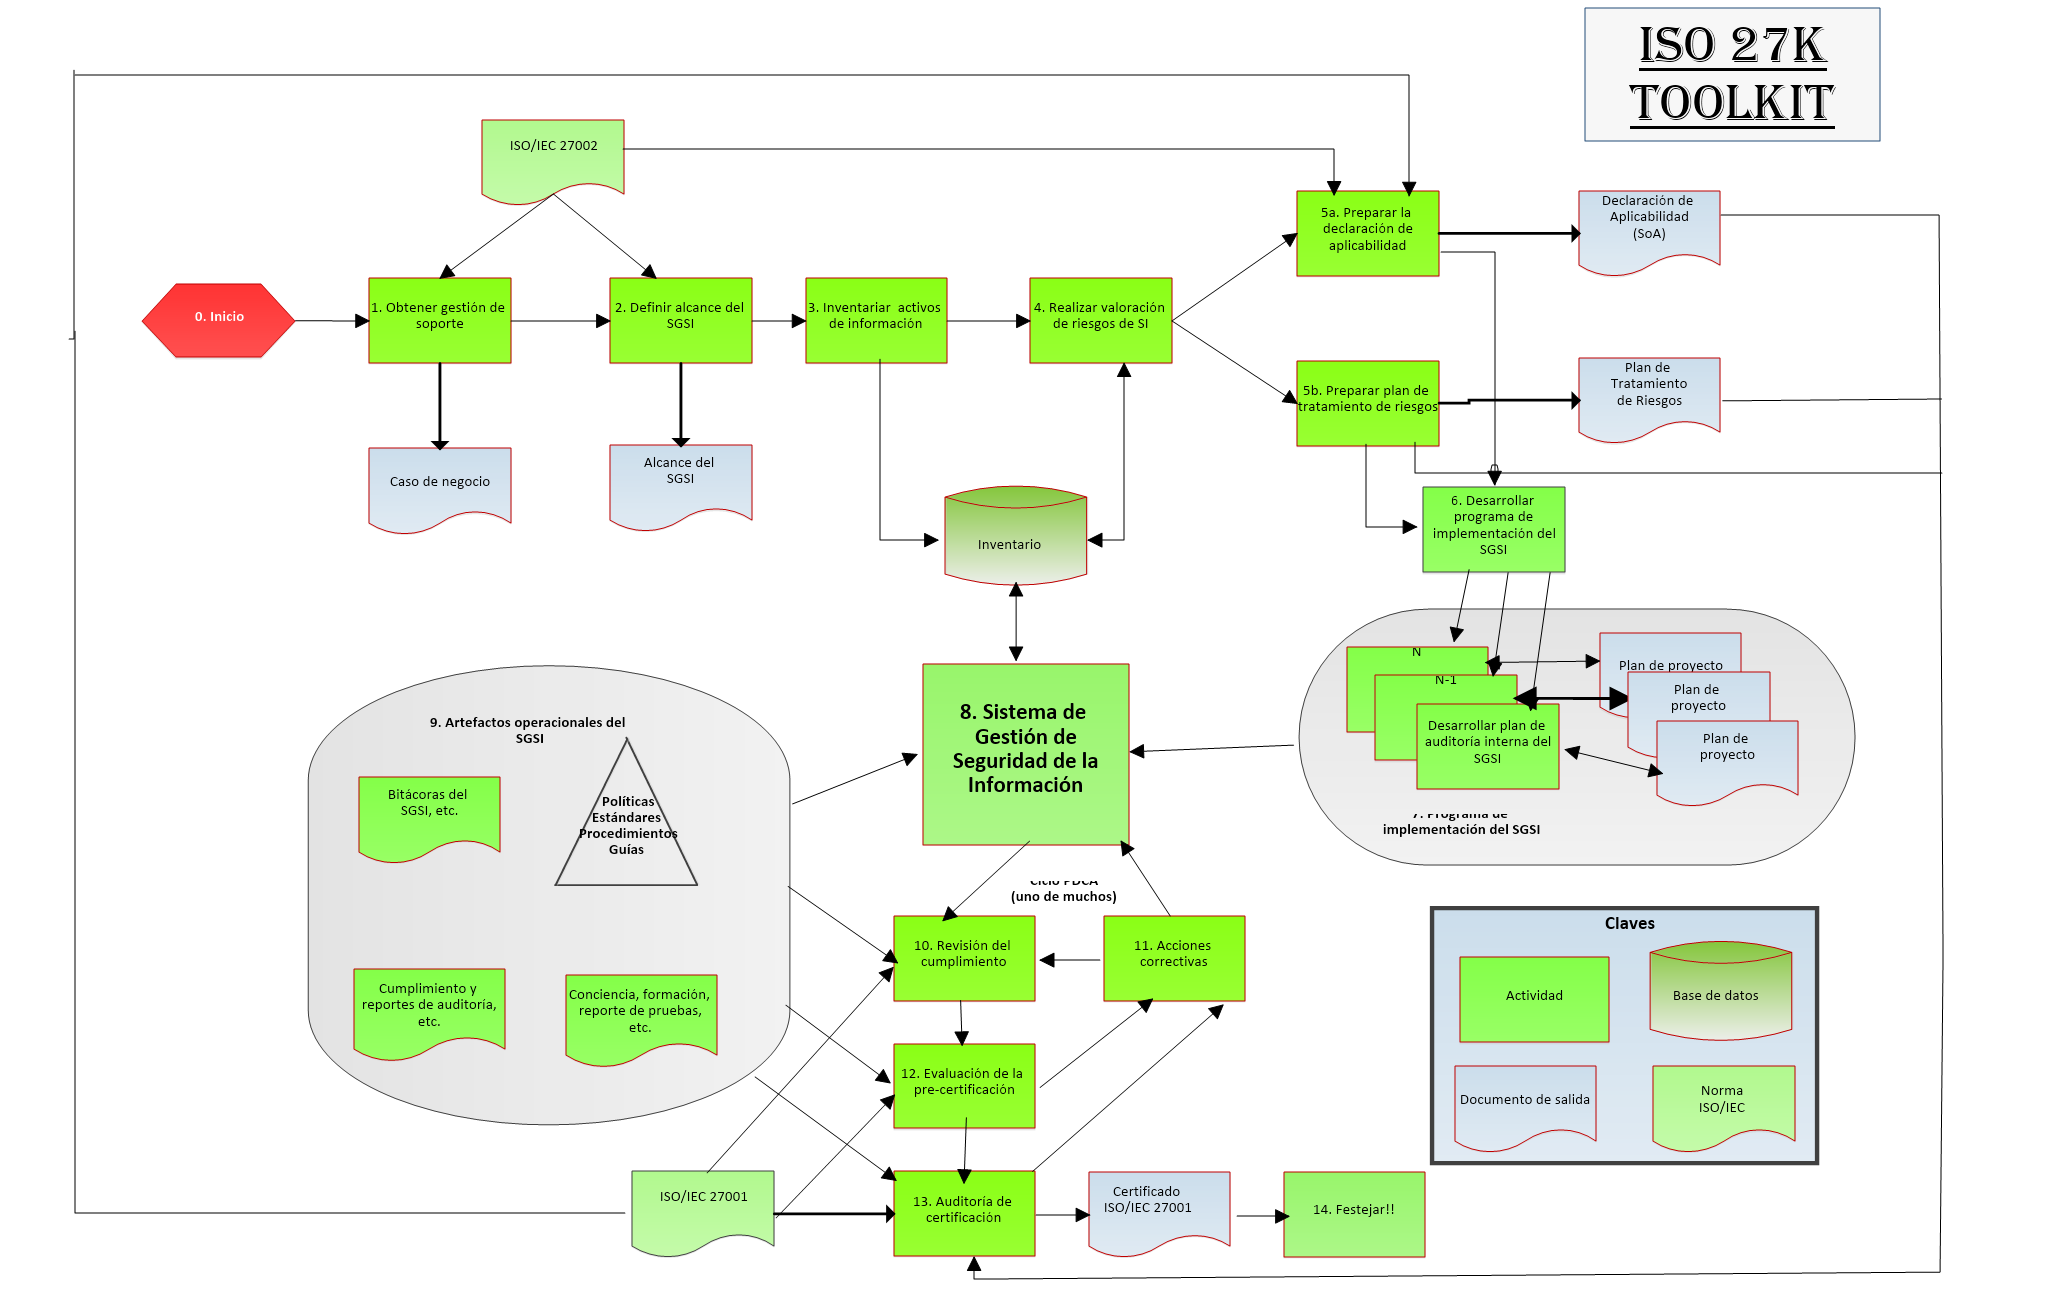 ISO 27K
TOOLKIT
ISO/IEC 27002
5a. Preparar la
declaración de
aplicabilidad
Declaración de
Aplicabilidad
(SoA)
0. Inicio
1. Obtener gestión de
soporte
2. Definir alcance del
SGSI
3. Inventariar  activos
de información
4. Realizar valoración
de riesgos de SI
5b. Preparar plan de
tratamiento de riesgos
Plan de
Tratamiento
de Riesgos
Caso de negocio
Alcance del
SGSI
Inventario
6. Desarrollar
programa de
implementación del
SGSI
N
N-1
Desarrollar plan de
auditoría interna del
SGSI
Plan de proyecto
Plan de
proyecto
Plan de
proyecto
7. Programa de
implementación del SGSI
8. Sistema de
Gestión de
Seguridad de la
Información
9. Artefactos operacionales del
SGSI
Bitácoras del
SGSI, etc.
Políticas
Estándares
Procedimientos
Guías
Cumplimiento y
reportes de auditoría,
etc.
Conciencia, formación,
reporte de pruebas,
etc.
Ciclo PDCA
(uno de muchos)
10. Revisión del
cumplimiento
11. Acciones
correctivas
12. Evaluación de la
pre-certificación
ISO/IEC 27001
13. Auditoría de
certificación
Certificado
ISO/IEC 27001
14. Festejar!!
Claves
Actividad
Base de datos
Documento de salida
Norma
ISO/IEC